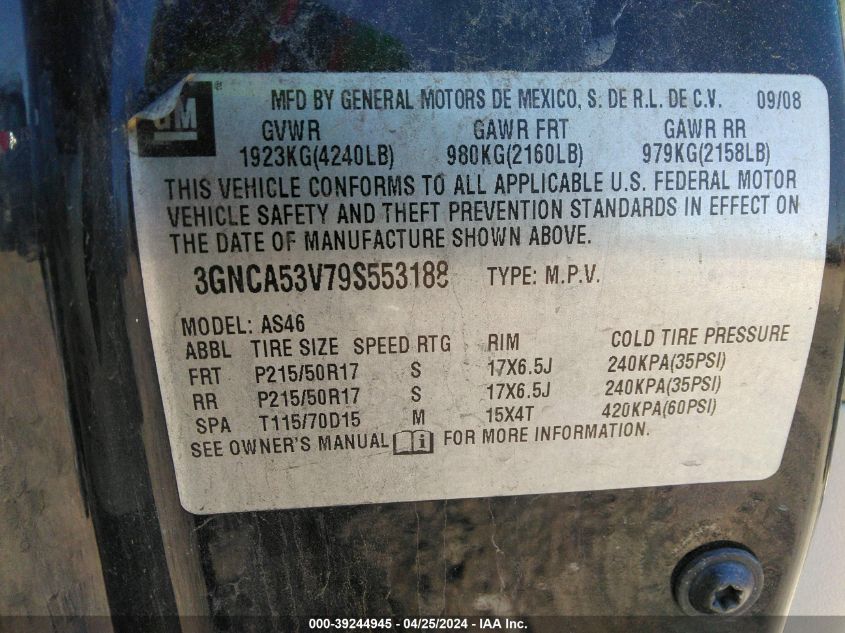 GM ®
MFD BY GENERAL MOTORS DE MEXICO, S. DE R.L. DE C.V. 09/08
GVWR GAWR FRT GAWR RR
1923KG(4240LB) 980KG(2160LB) 979KG(2158LB)
THIS VEHICLE CONFORMS TO ALL APPLICABLE U.S. FEDERAL MOTOR
VEHICLE SAFETY AND THEFT PREVENTION STANDARDS IN EFFECT ON
THE DATE OF MANUFACTURE SHOWN ABOVE.
3GNCA53V79S553188 TYPE: M.P.V.
MODEL: AS46
ABBL TIRE SIZE SPEED RTG RIM COLD TIRE PRESSURE
FRT P215/50R17 S 17X6.5J 240KPA(35PSI)
RR P215/50R17 S 17X6.5J 240KPA(35PSI)
SPA T115/70D15 M 15X4T 420KPA(60PSI)
SEE OWNER'S MANUAL i FOR MORE INFORMATION.
000-39244945 - 04/25/2024 - IAA Inc.